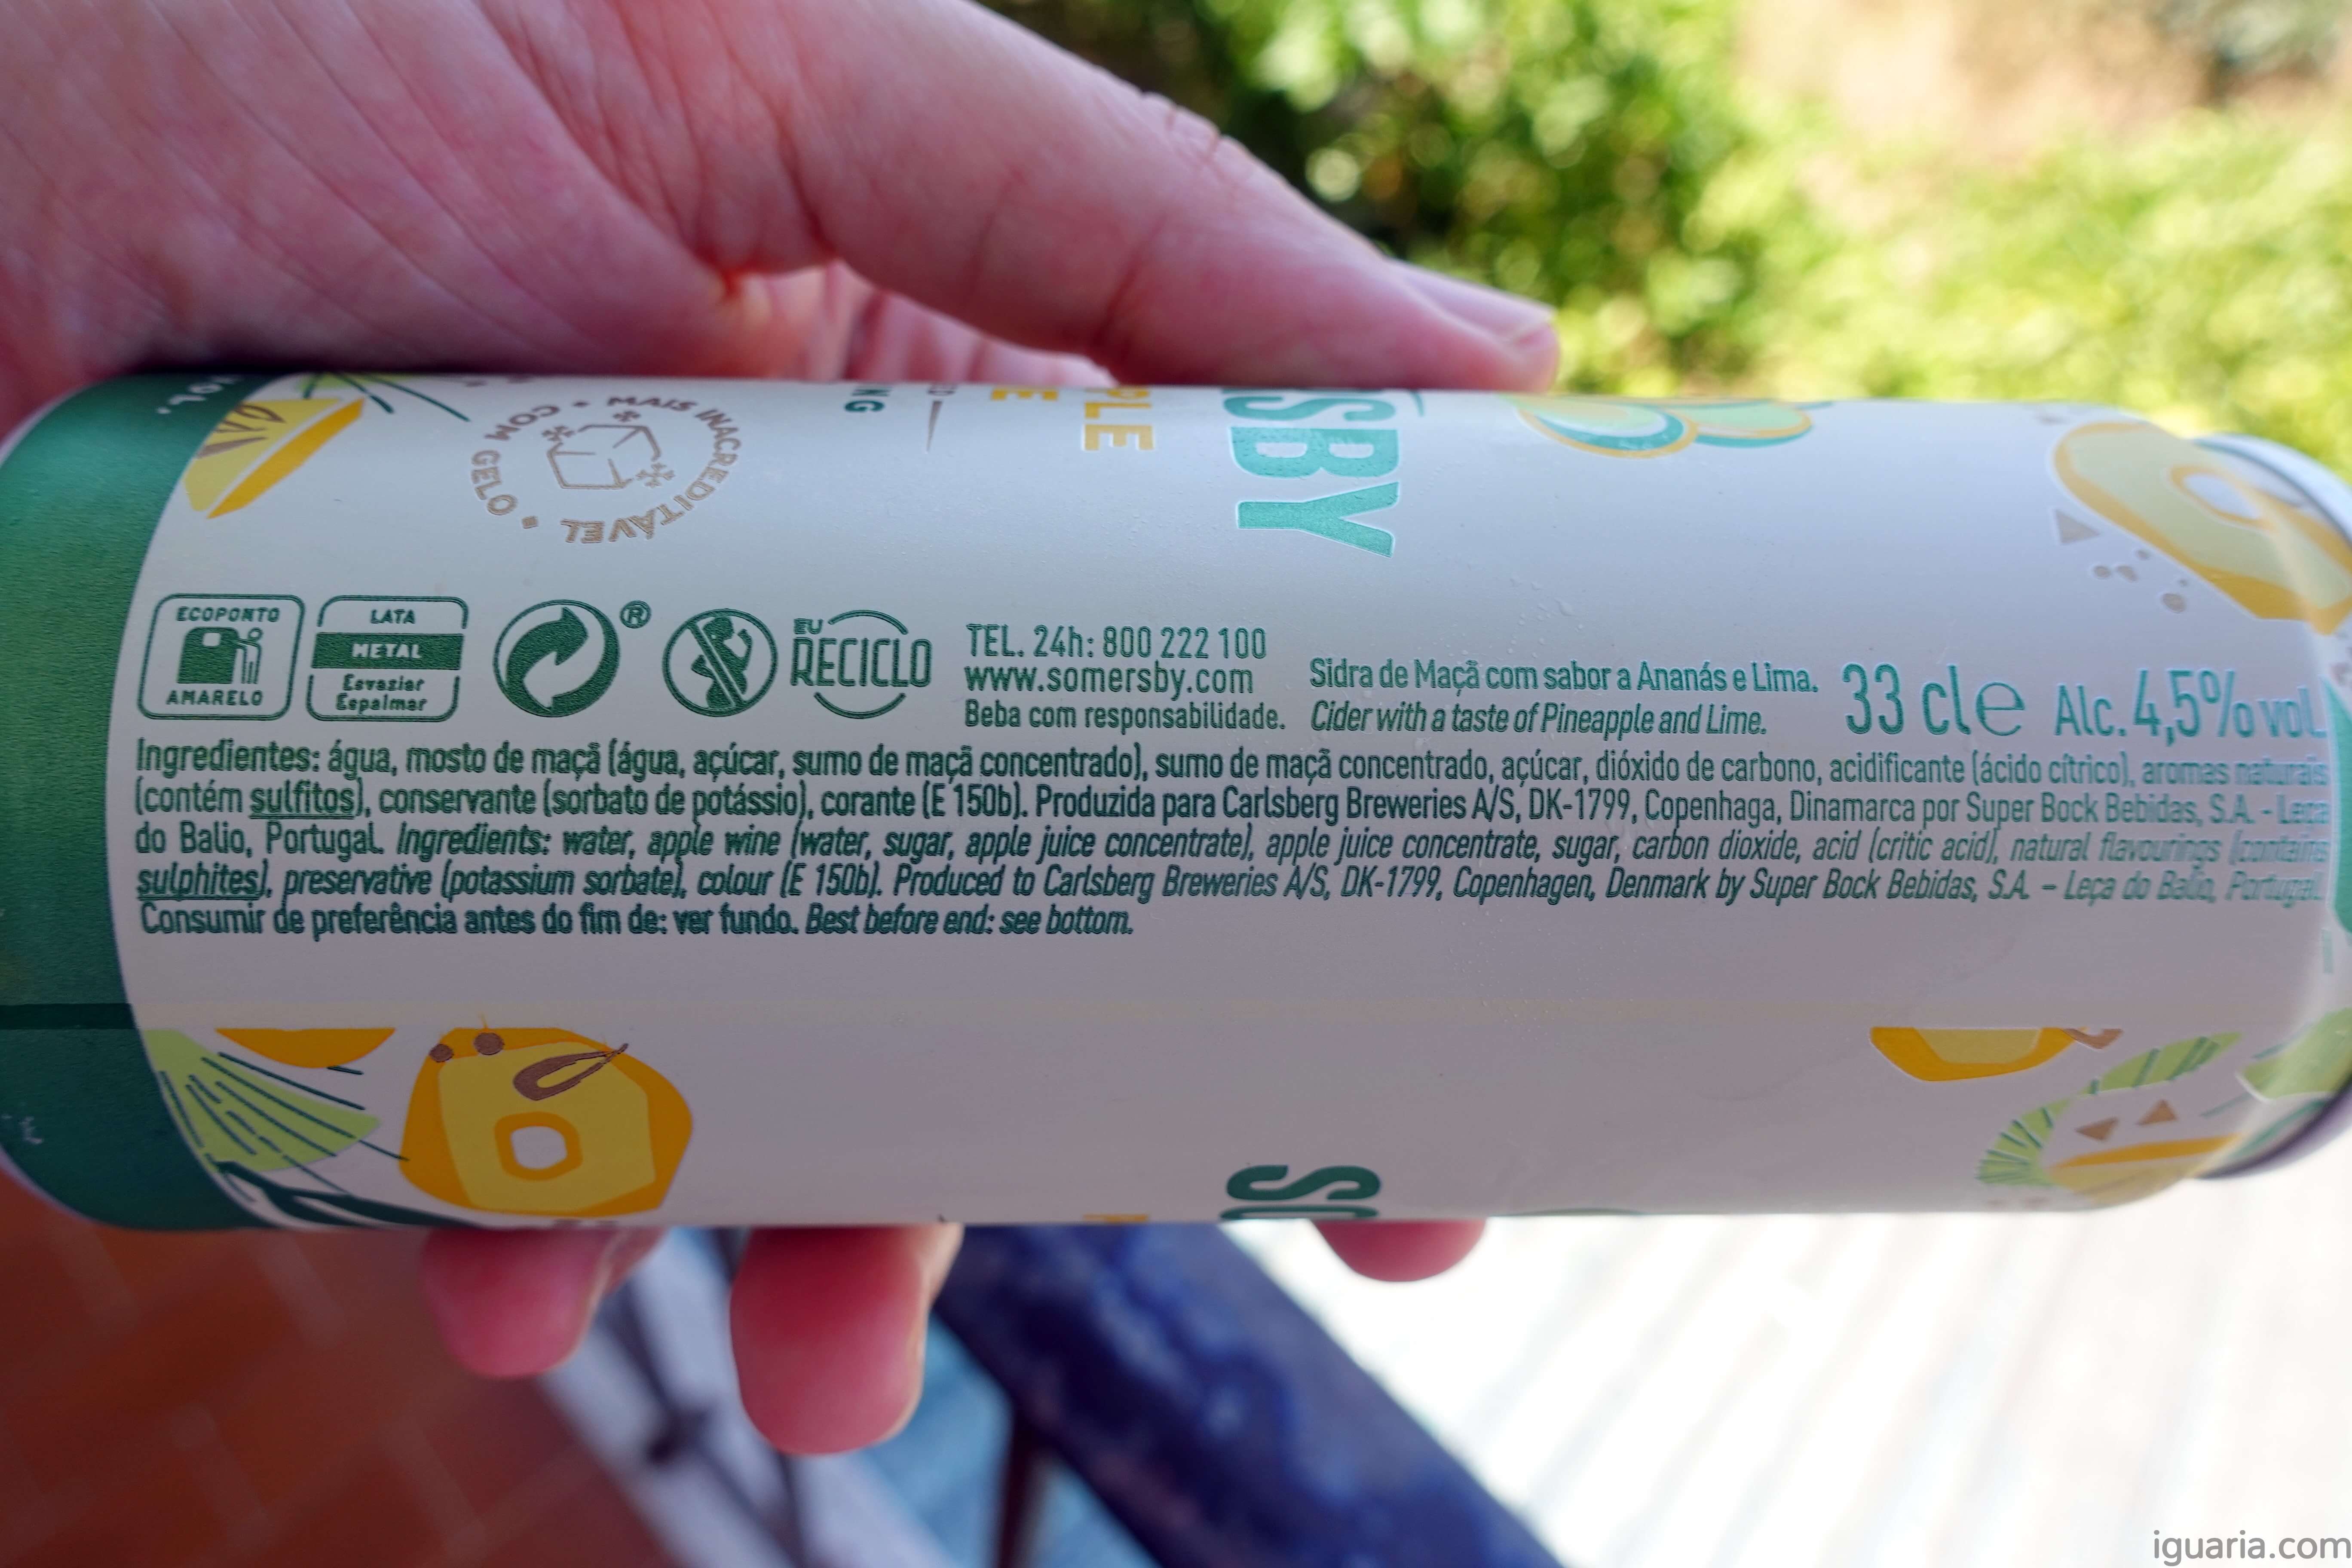 VOL.
MAIS INACREDITÁVEL • COM GELO •
NG
PLE
E
RSBY
ECOPONTO
AMARELO
LATA
METAL
Esvaziar
Espalmar
®
EU
RECICLO
TEL. 24h: 800 222 100
www.somersby.com
Beba com responsabilidade.
Sidra de Maçã com sabor a Ananás e Lima.
Cider with a taste of Pineapple and Lime.
33 cl e Alc. 4,5% vol.
Ingredientes: água, mosto de maçã (água, açúcar, sumo de maçã concentrado), sumo de maçã concentrado, açúcar, dióxido de carbono, acidificante (ácido cítrico), aromas naturais
(contém sulfitos), conservante (sorbato de potássio), corante (E 150b). Produzida para Carlsberg Breweries A/S, DK-1799, Copenhaga, Dinamarca por Super Bock Bebidas, S.A. - Leça
do Balio, Portugal. Ingredients: water, apple wine (water, sugar, apple juice concentrate), apple juice concentrate, sugar, carbon dioxide, acid (critic acid), natural flavourings (contains
sulphites), preservative (potassium sorbate), colour (E 150b). Produced to Carlsberg Breweries A/S, DK-1799, Copenhagen, Denmark by Super Bock Bebidas, S.A. – Leça do Balio, Portugal.
Consumir de preferência antes do fim de: ver fundo. Best before end: see bottom.
SO
iguaria.com